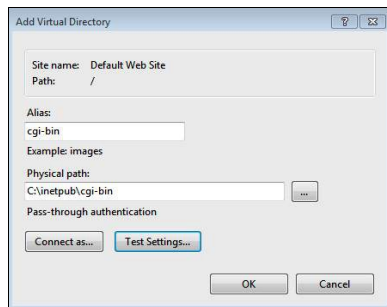 Add Virtual Directory
Site name: Default Web Site
Path: /
Alias:
cgi-bin
Example: images
Physical path:
C:\inetpub\cgi-bin
...
Pass-through authentication
Connect as... Test Settings...
OK Cancel